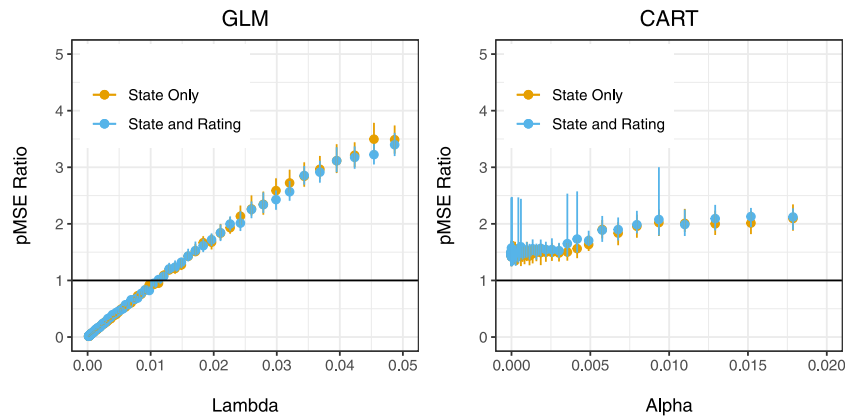 GLM
CART
5
4
3
2
1
0
pMSE Ratio
State Only
State and Rating
0.00
0.01
0.02
0.03
0.04
0.05
Lambda
5
4
3
2
1
0
pMSE Ratio
State Only
State and Rating
0.000
0.005
0.010
0.015
0.020
Alpha